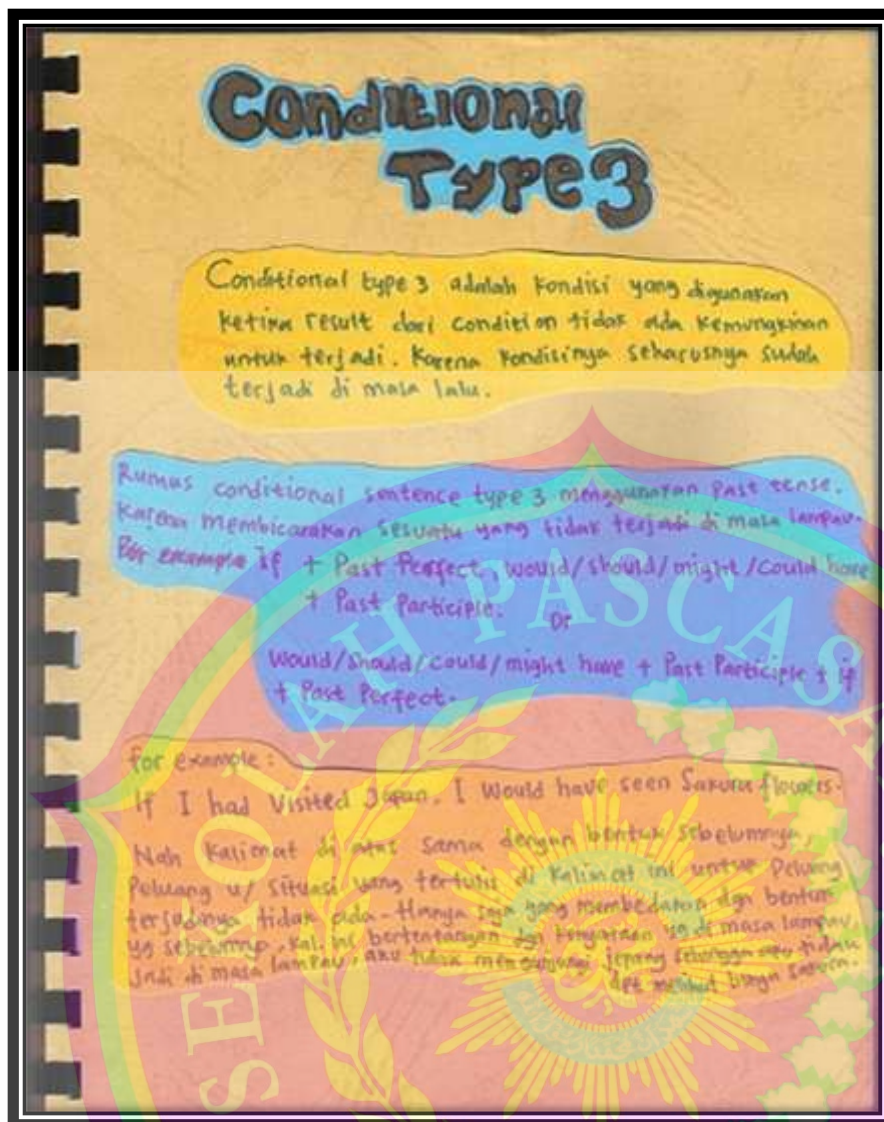 Conditional
Type 3
Conditional type 3 adalah kondisi yang digunakan
ketika result dari condition tidak ada kemungkinan
untuk terjadi. Karena kondisinya seharusnya sudah
terjadi di masa lalu.
Rumus conditional sentence type 3 menggunakan Past tense.
Karena membicarakan sesuatu yang tidak terjadi di masa lampau.
For example If + Past Perfect, would/should/might/could have
+ Past Participle. Or
Would/Should/could/might have + Past Participle + if
+ Past Perfect.
for example :
If I had Visited Japan, I Would have seen Sakura flowers.
Nah Kalimat di atas sama dengan bentuk sebelumnya,
Peluang u/ situasi yang tertulis di Kalimat ini untuk Peluang
terjadinya tidak ada - Hanya saja yang membedakan dgn bentuk
yg sebelumnya, kal. ini bertentangan dgn kenyataan yg di masa lampau,
Jadi di masa lampau, aku tidak mengunjungi jepang sehingga aku tidak
dpt melihat bunga sakura.
SEKOLAH PASCASA